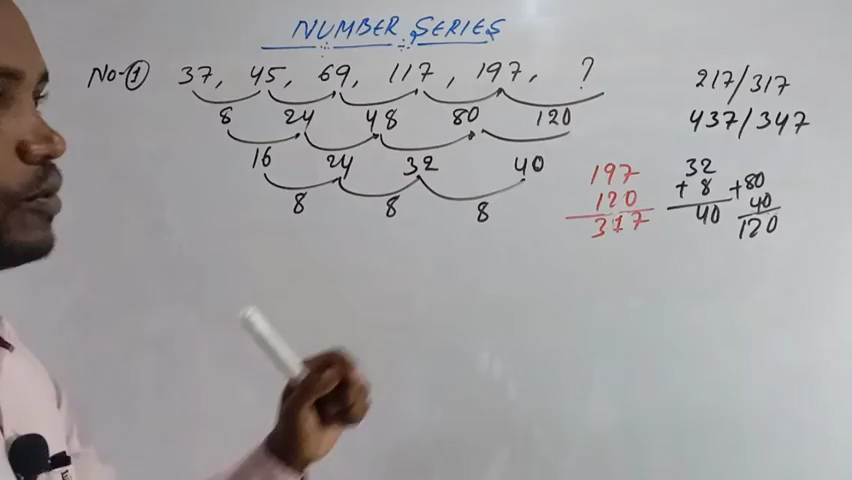 NUMBER SERIES
No-① 37, 45, 69, 117, 197, ?
8 24 48 80 120
16 24 32 40
8 8 8
217/317
437/347
197
120
317
32
+ 8
40
+80
40
120